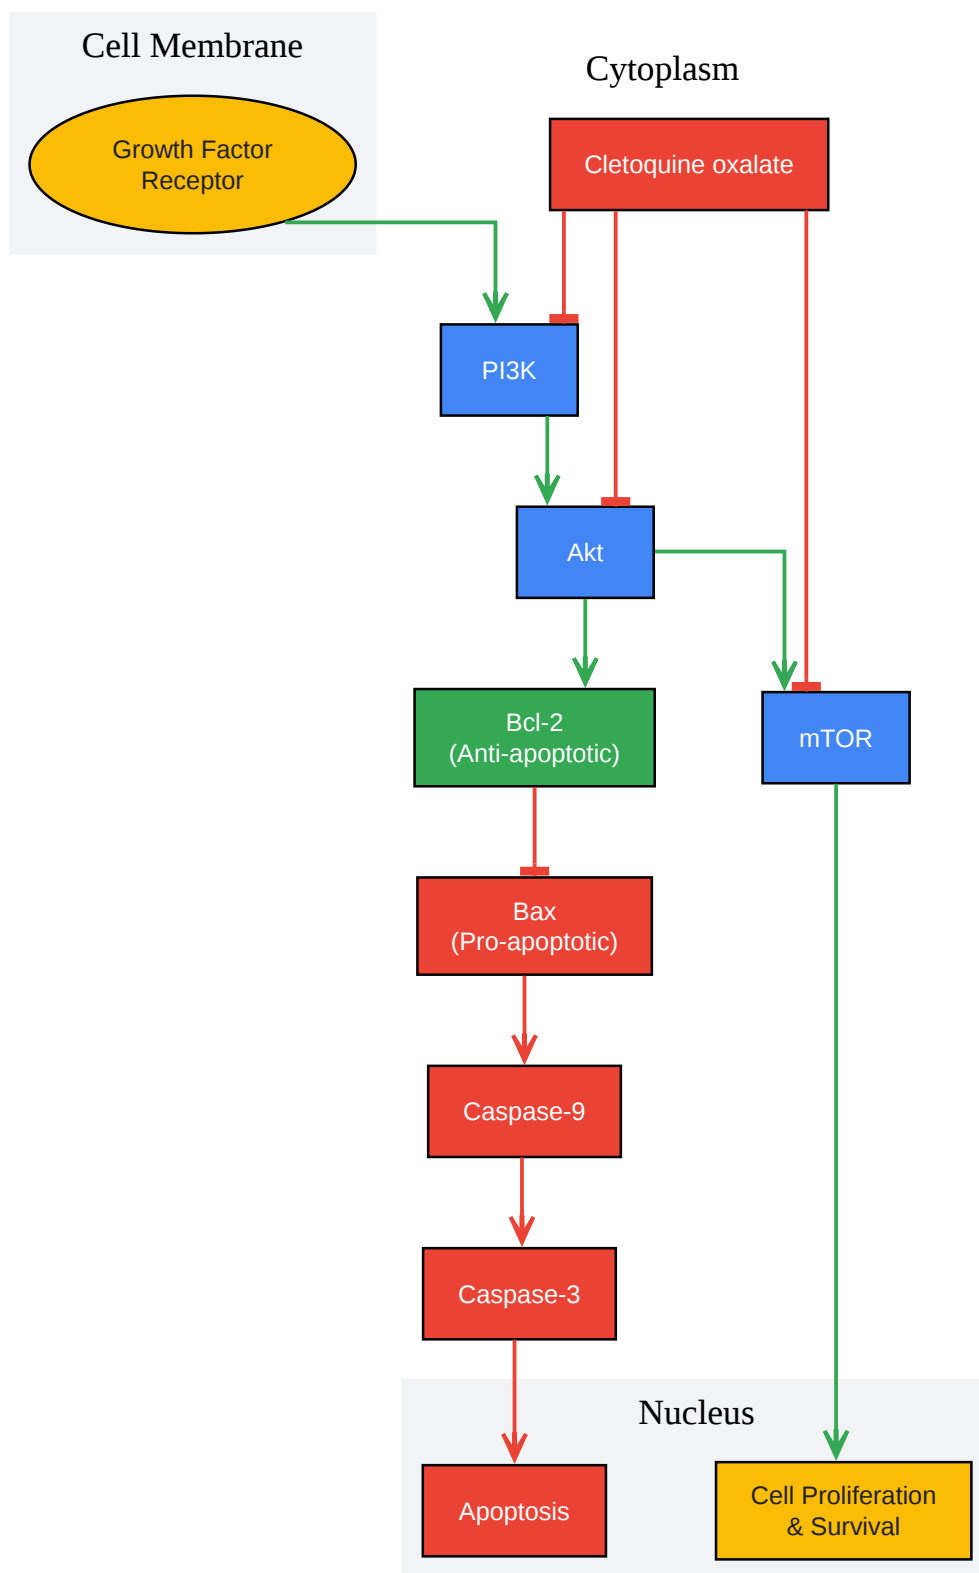 Cell Membrane
Growth Factor
Receptor
Cytoplasm
Cletoquine oxalate
PI3K
Akt
Bcl-2
(Anti-apoptotic)
mTOR
Bax
(Pro-apoptotic)
Caspase-9
Caspase-3
Nucleus
Apoptosis
Cell Proliferation
& Survival